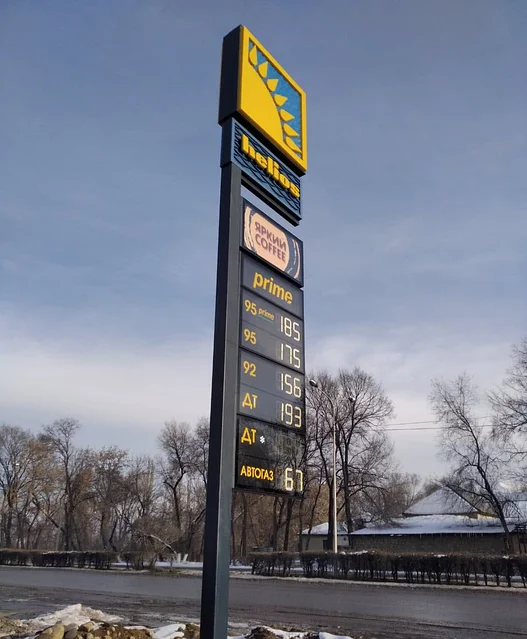 helios
ЯРКИЙ
COFFEE
prime
95 prime 185
95 175
92 156
ДТ 193
ДТ *
АВТОГАЗ 67